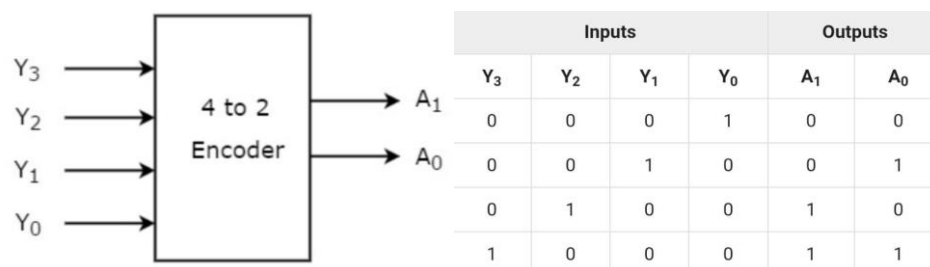 Y₃
Y₂
Y₁
Y₀
4 to 2
Encoder
A₁
A₀
Inputs Outputs
Y₃ Y₂ Y₁ Y₀ A₁ A₀
0 0 0 1 0 0
0 0 1 0 0 1
0 1 0 0 1 0
1 0 0 0 1 1